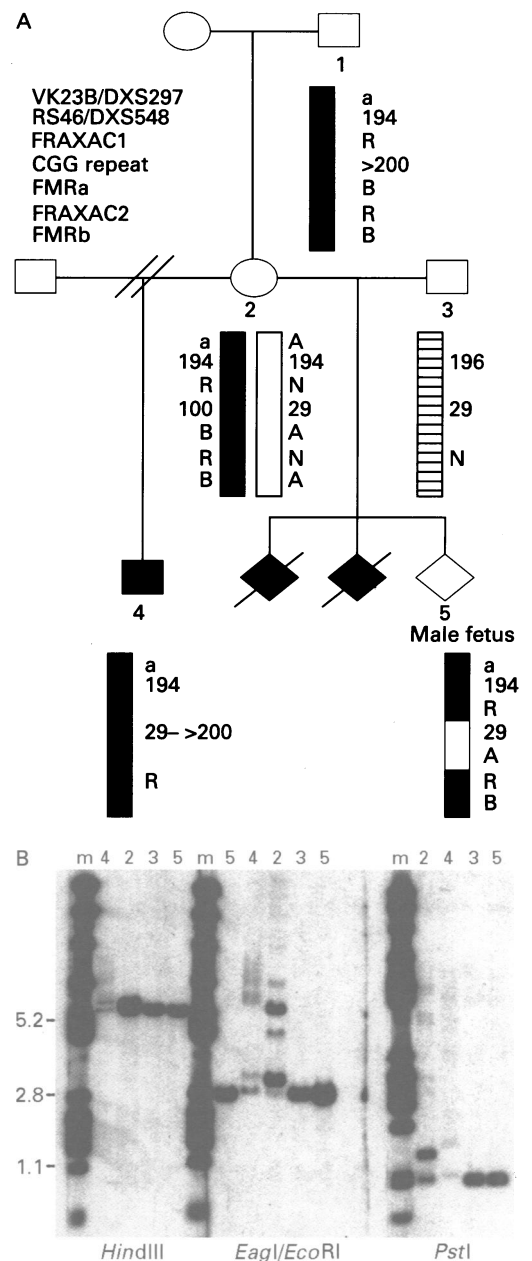 A
1
VK23B/DXS297
RS46/DXS548
FRAXAC1
CGG repeat
FMRa
FRAXAC2
FMRb
a
194
R
>200
B
R
B
2
3
a
194
R
100
B
R
B
A
194
N
29
A
N
A
196
29
N
4
5
Male fetus
a
194
29– >200
R
a
194
R
29
A
R
B
B
m 4 2 3 5 m 5 4 2 3 5 m 2 4 3 5
5.2
2.8
1.1
HindIII EagI/EcoRI PstI